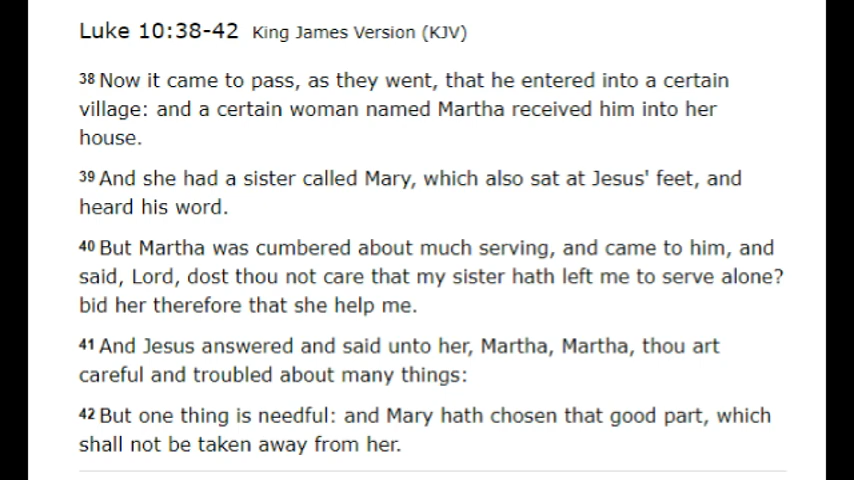 Luke 10:38-42 King James Version (KJV)
38 Now it came to pass, as they went, that he entered into a certain
village: and a certain woman named Martha received him into her
house.
39 And she had a sister called Mary, which also sat at Jesus' feet, and
heard his word.
40 But Martha was cumbered about much serving, and came to him, and
said, Lord, dost thou not care that my sister hath left me to serve alone?
bid her therefore that she help me.
41 And Jesus answered and said unto her, Martha, Martha, thou art
careful and troubled about many things:
42 But one thing is needful: and Mary hath chosen that good part, which
shall not be taken away from her.